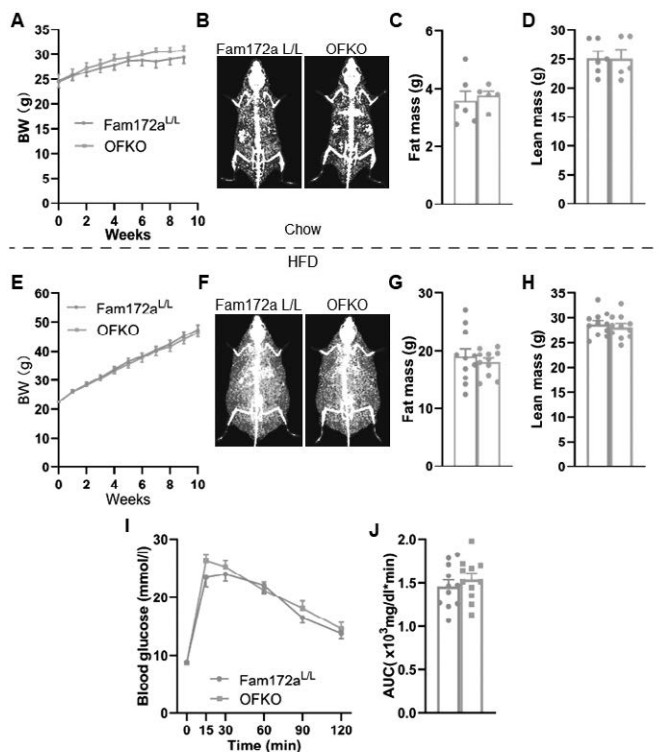 A
BW (g)
35
30
25
20
15
10
5
0
Fam172a^L/L
OFKO
0 2 4 6 8 10
Weeks
B
Fam172a L/L OFKO
C
Fat mass (g)
6
4
2
0
D
Lean mass (g)
30
25
20
15
10
5
0
Chow
HFD
E
BW (g)
60
50
40
30
20
10
0
Fam172a^L/L
OFKO
0 2 4 6 8 10
Weeks
F
Fam172a L/L OFKO
G
Fat mass (g)
30
20
10
0
H
Lean mass (g)
35
30
25
20
15
10
5
0
I
Blood glucose (mmol/l)
30
20
10
0
Fam172a^L/L
OFKO
0 15 30 60 90 120
Time (min)
J
AUC( x10^3mg/dl*min)
2.0
1.5
1.0
0.5
0.0